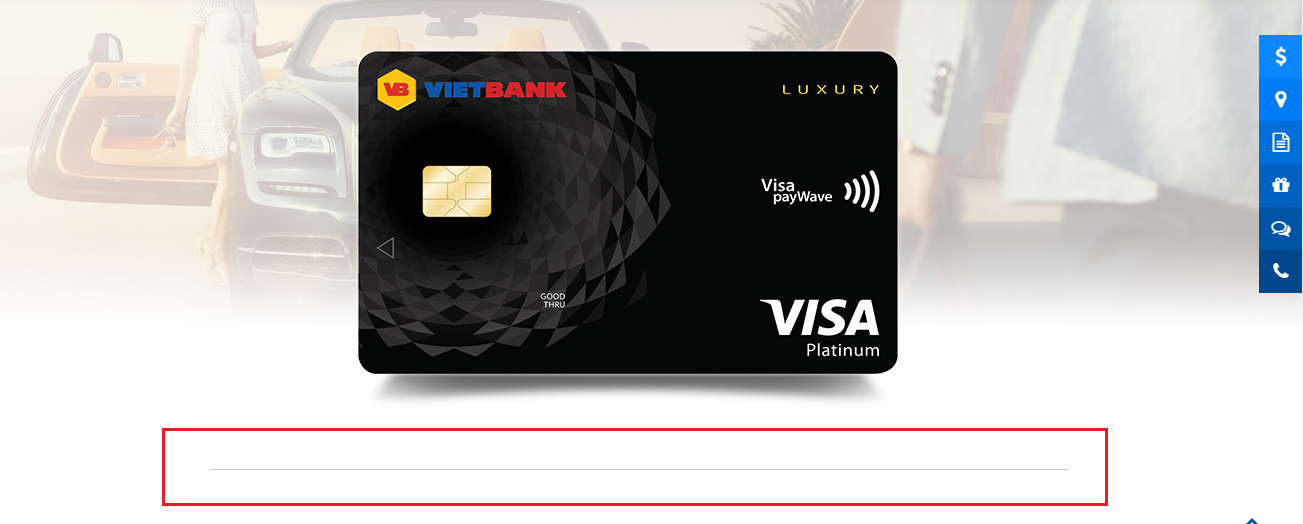 VB VIETBANK
LUXURY
Visa
payWave
GOOD
THRU
VISA
Platinum